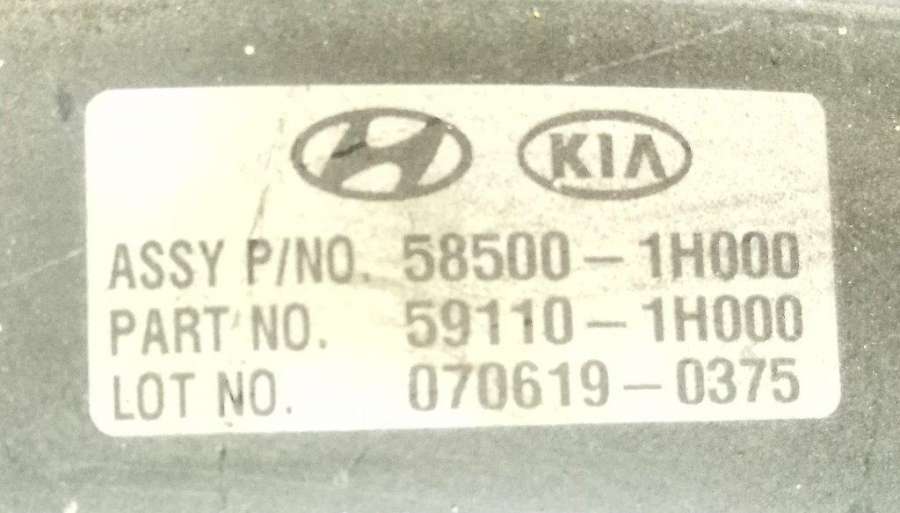 KIA
ASSY P/NO. 58500-1H000
PART NO. 59110-1H000
LOT NO. 070619-0375